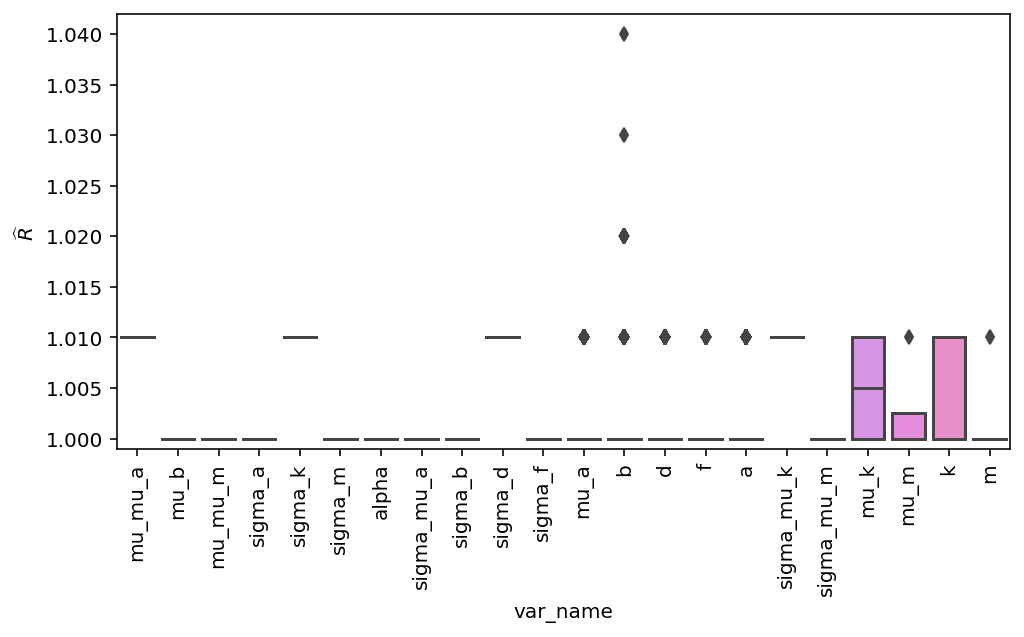 1.040
1.035
1.030
1.025
1.020
1.015
1.010
1.005
1.000
R̂
mu_mu_a
mu_b
mu_mu_m
sigma_a
sigma_k
sigma_m
alpha
sigma_mu_a
sigma_b
sigma_d
sigma_f
mu_a
b
d
f
a
sigma_mu_k
sigma_mu_m
mu_k
mu_m
k
m
var_name